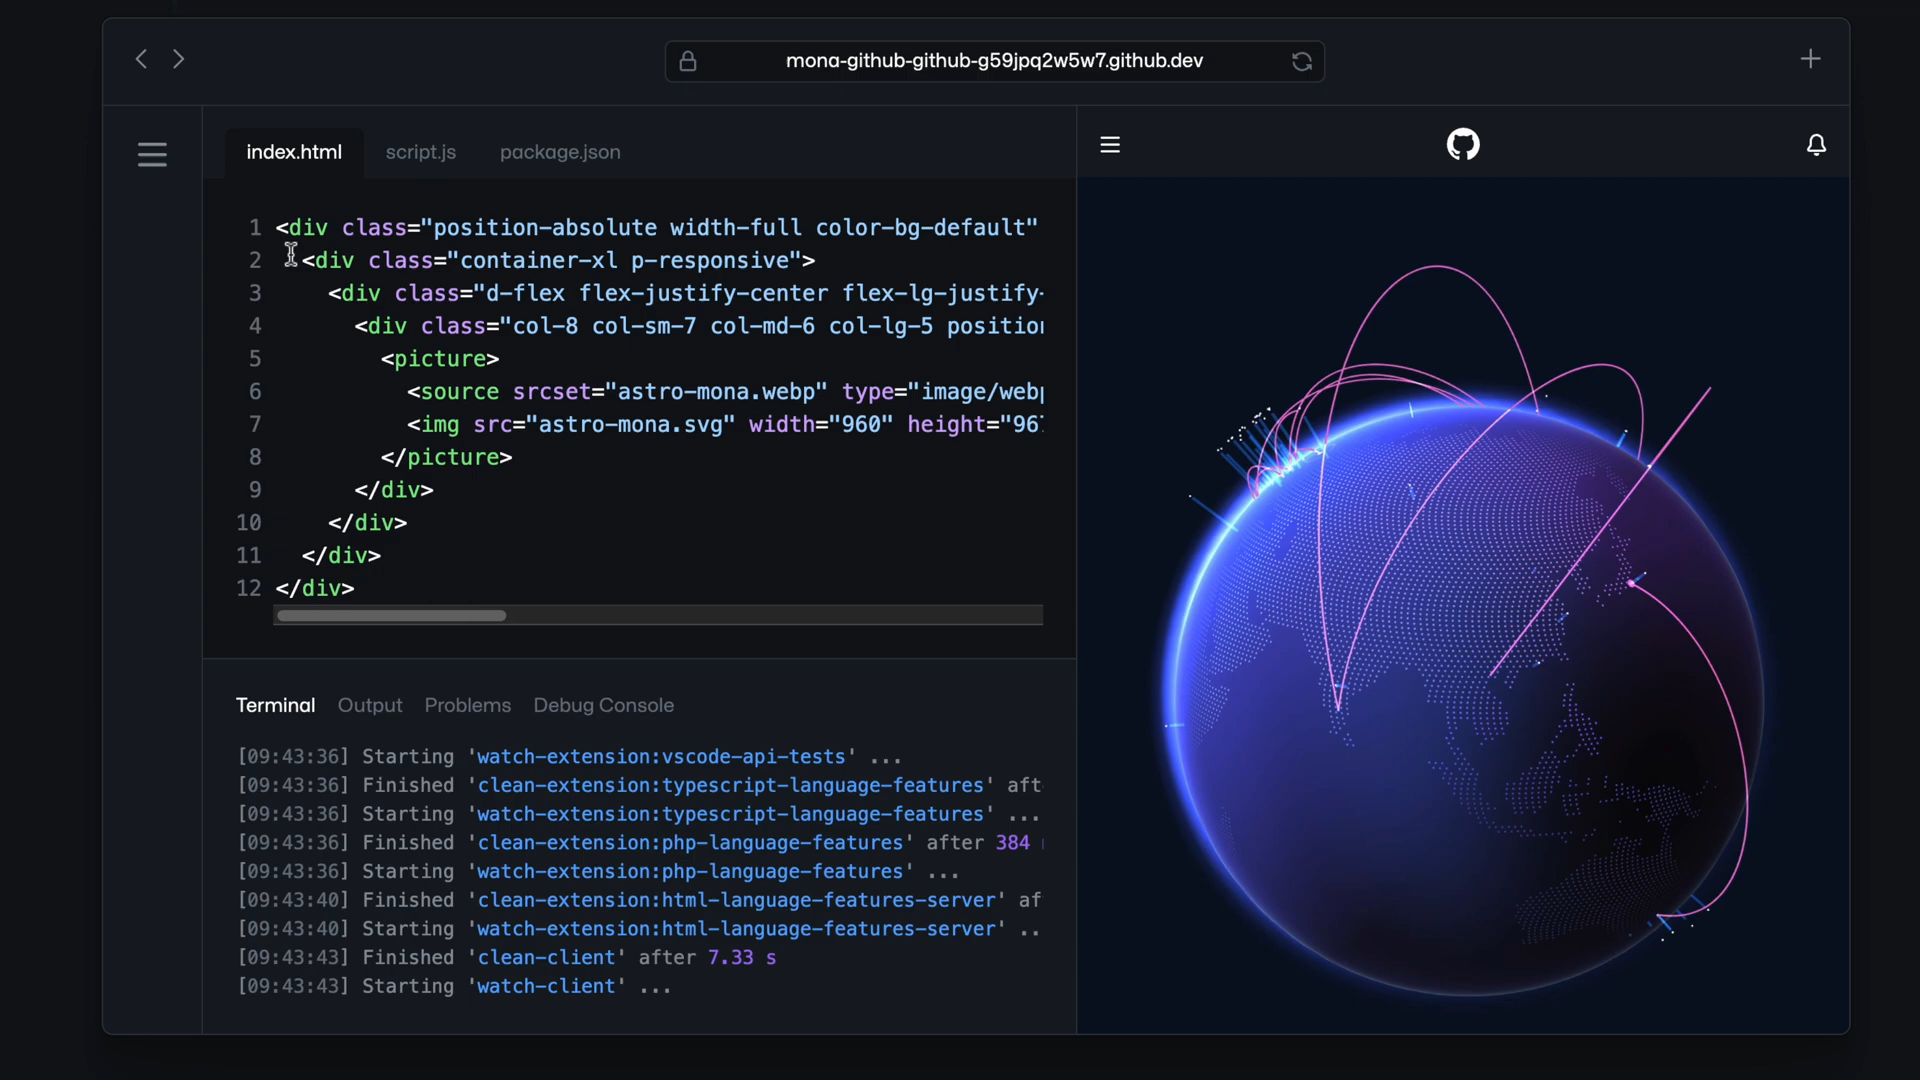 mona-github-github-g59jpq2w5w7.github.dev
index.html script.js package.json
1 <div class="position-absolute width-full color-bg-default"
2 <div class="container-xl p-responsive">
3 <div class="d-flex flex-justify-center flex-lg-justify-
4 <div class="col-8 col-sm-7 col-md-6 col-lg-5 position
5 <picture>
6 <source srcset="astro-mona.webp" type="image/webp
7 <img src="astro-mona.svg" width="960" height="967
8 </picture>
9 </div>
10 </div>
11 </div>
12 </div>
Terminal Output Problems Debug Console
[09:43:36] Starting 'watch-extension:vscode-api-tests' ...
[09:43:36] Finished 'clean-extension:typescript-language-features' aft
[09:43:36] Starting 'watch-extension:typescript-language-features' ...
[09:43:36] Finished 'clean-extension:php-language-features' after 384
[09:43:36] Starting 'watch-extension:php-language-features' ...
[09:43:40] Finished 'clean-extension:html-language-features-server' af
[09:43:40] Starting 'watch-extension:html-language-features-server' ..
[09:43:43] Finished 'clean-client' after 7.33 s
[09:43:43] Starting 'watch-client' ...